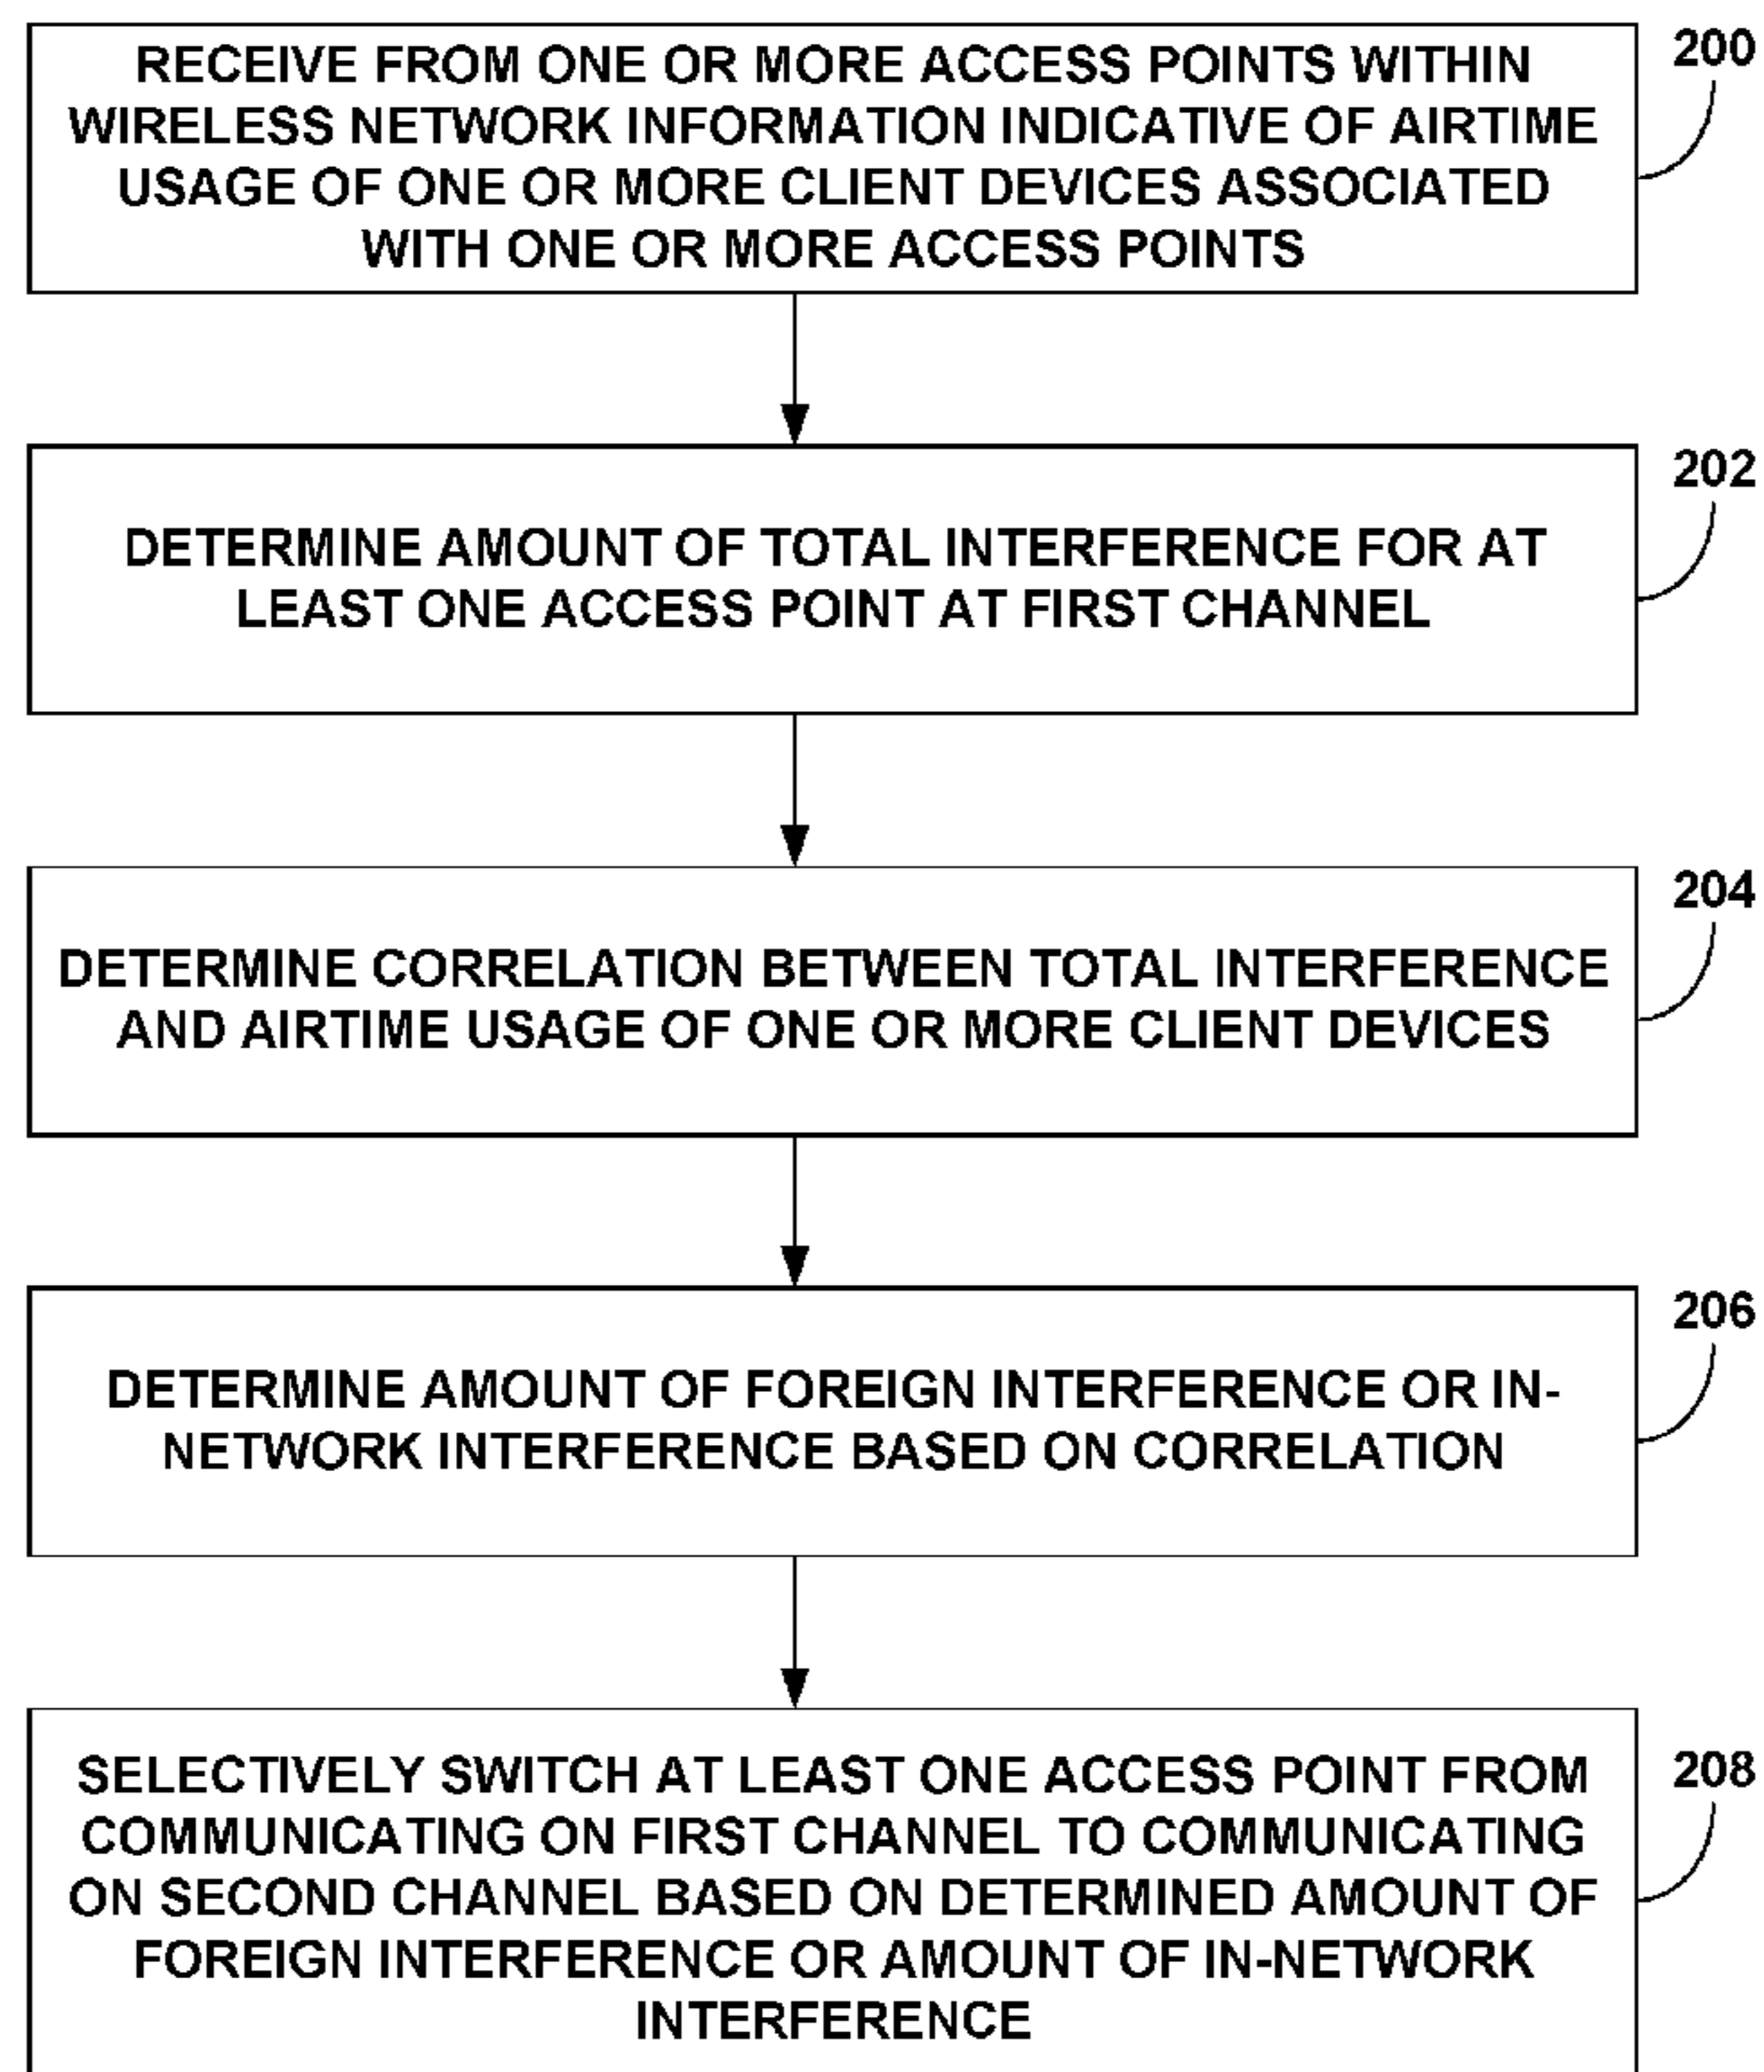 RECEIVE FROM ONE OR MORE ACCESS POINTS WITHIN
WIRELESS NETWORK INFORMATION INDICATIVE OF AIRTIME
USAGE OF ONE OR MORE CLIENT DEVICES ASSOCIATED
WITH ONE OR MORE ACCESS POINTS
200
DETERMINE AMOUNT OF TOTAL INTERFERENCE FOR AT
LEAST ONE ACCESS POINT AT FIRST CHANNEL
202
DETERMINE CORRELATION BETWEEN TOTAL INTERFERENCE
AND AIRTIME USAGE OF ONE OR MORE CLIENT DEVICES
204
DETERMINE AMOUNT OF FOREIGN INTERFERENCE OR IN-
NETWORK INTERFERENCE BASED ON CORRELATION
206
SELECTIVELY SWITCH AT LEAST ONE ACCESS POINT FROM
COMMUNICATING ON FIRST CHANNEL TO COMMUNICATING
ON SECOND CHANNEL BASED ON DETERMINED AMOUNT OF
FOREIGN INTERFERENCE OR AMOUNT OF IN-NETWORK
INTERFERENCE
208